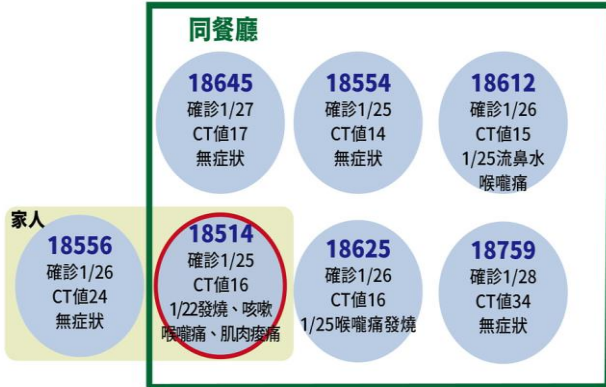 同餐廳
18645
確診1/27
CT值17
無症狀
18554
確診1/25
CT值14
無症狀
18612
確診1/26
CT值15
1/25流鼻水
喉嚨痛
家人
18556
確診1/26
CT值24
無症狀
18514
確診1/25
CT值16
1/22發燒、咳嗽
喉嚨痛、肌肉痠痛
18625
確診1/26
CT值16
1/25喉嚨痛發燒
18759
確診1/28
CT值34
無症狀